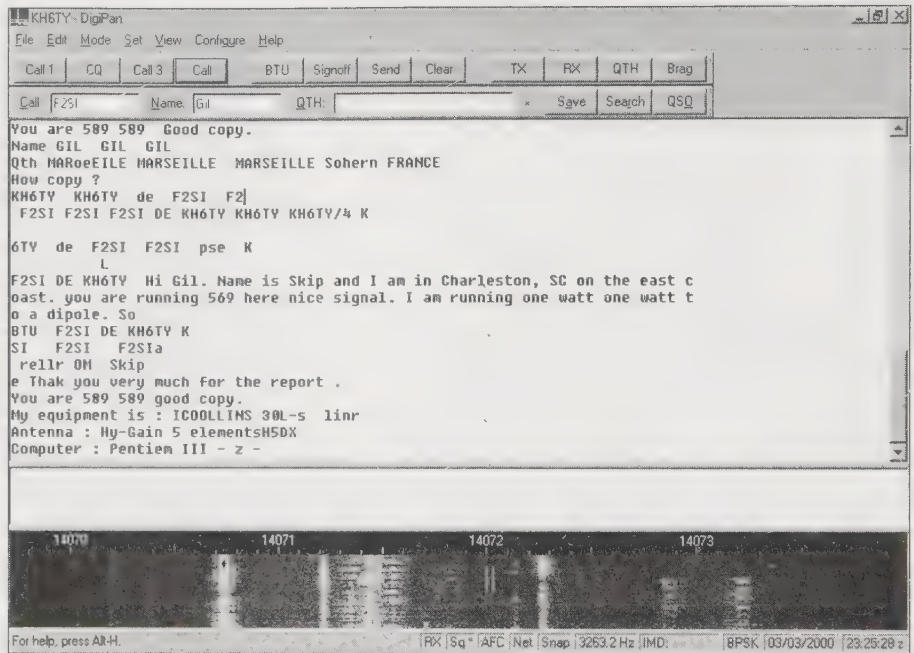 KH6TY - DigiPan
File Edit Mode Set View Configure Help
Call 1 CQ Call 3 Call BTU Signoff Send Clear TX RX QTH Brag
Call F2SI Name: Gil QTH: Save Search QSO
You are 589 589 Good copy.
Name GIL GIL GIL
Qth MARoeEILE MARSEILLE MARSEILLE Sohern FRANCE
How copy ?
KH6TY KH6TY de F2SI F2
F2SI F2SI F2SI DE KH6TY KH6TY KH6TY/4 K
6TY de F2SI F2SI pse K
L
F2SI DE KH6TY Hi Gil. Name is Skip and I am in Charleston, SC on the east c
oast. you are running 569 here nice signal. I am running one watt one watt t
o a dipole. So
BTU F2SI DE KH6TY K
SI F2SI F2SIa
rellr OM Skip
e Thak you very much for the report .
You are 589 589 good copy.
My equipment is : ICOOLLINS 30L-s linr
Antenna : Hy-Gain 5 elementsH5DX
Computer : Pentiem III - z -
14070 14071 14072 14073
For help, press Alt-H. RX Sq * AFC Net Snap 3263.2 Hz IMD: BPSK 03/03/2000 23:25:28 z